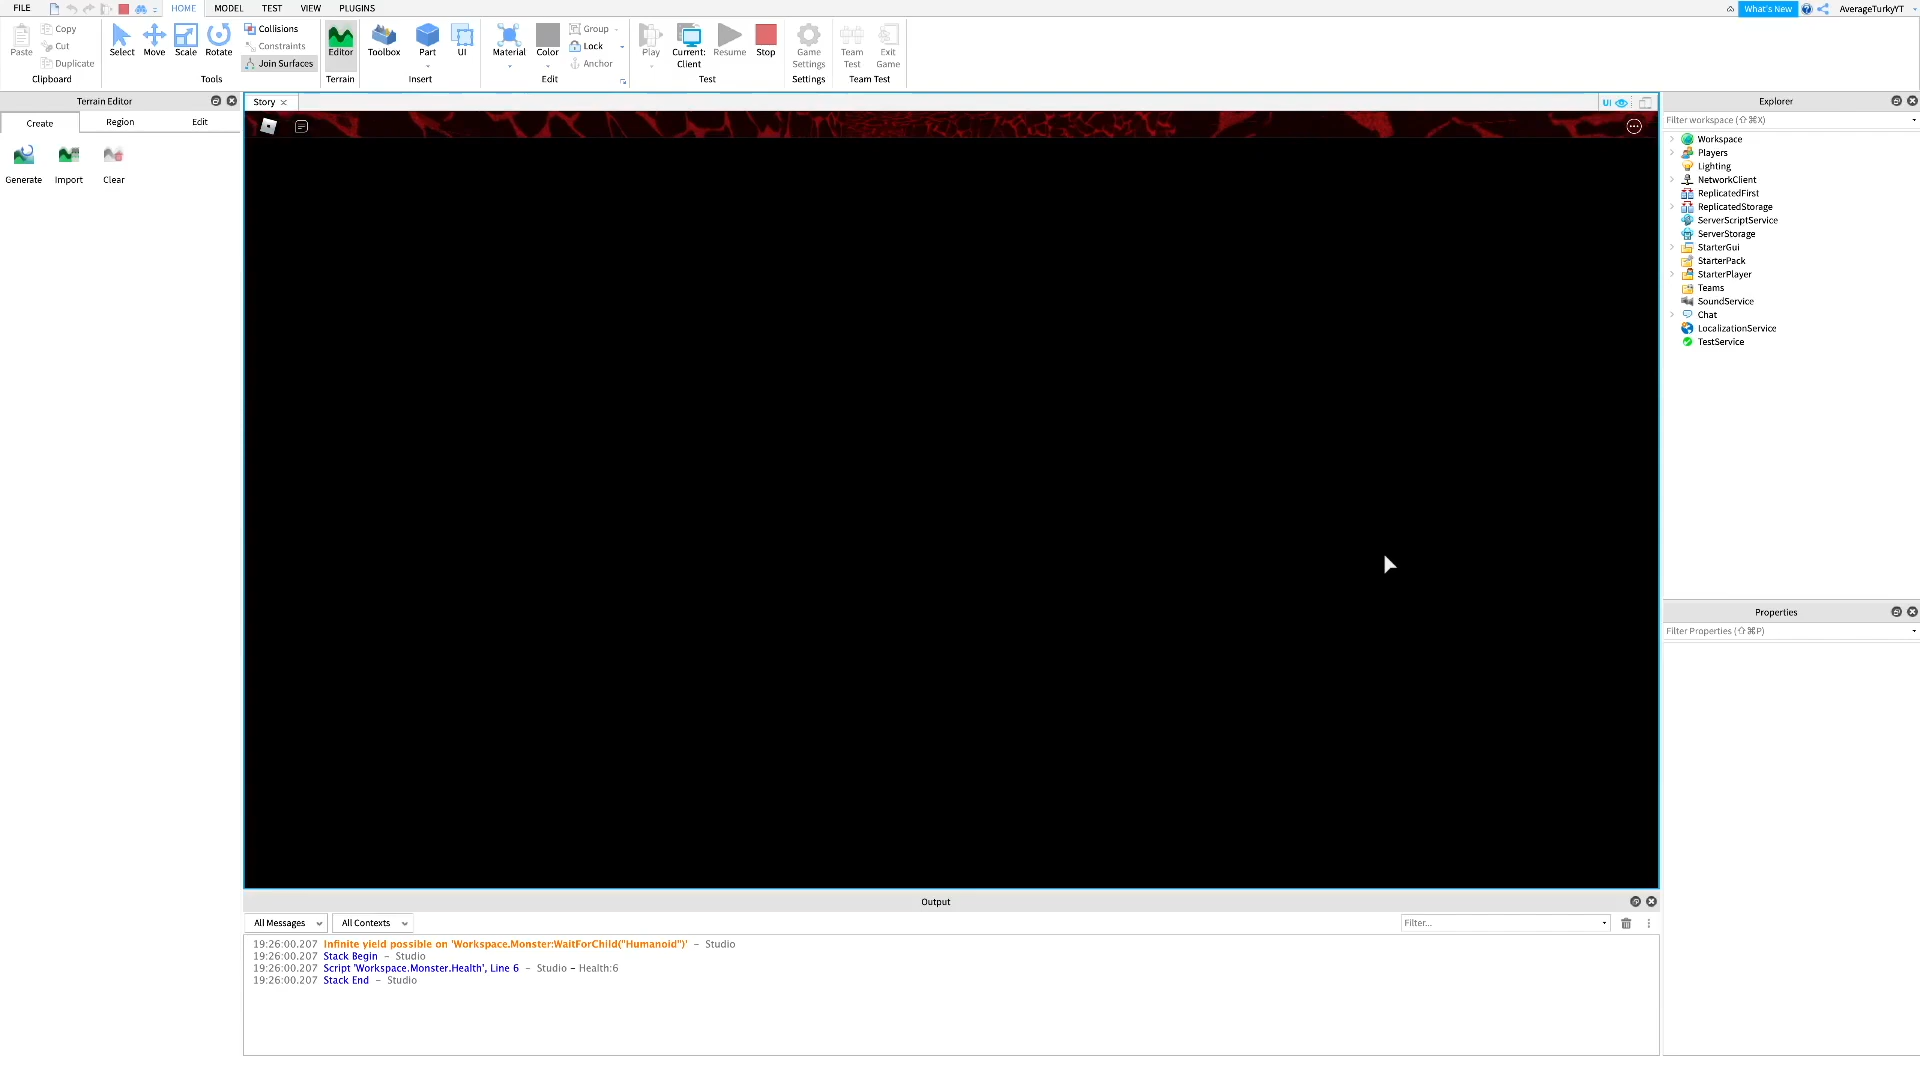 FILE HOME MODEL TEST VIEW PLUGINS What's New AverageTurkyYT
Paste Copy Cut Duplicate
Clipboard
Select Move Scale Rotate
Collisions
Constraints
Join Surfaces
Tools
Editor
Terrain
Toolbox Part UI
Insert
Material Color
Group
Lock
Anchor
Edit
Play Current: Client Resume Stop
Test
Game Settings
Settings
Team Test Exit Game
Team Test
Terrain Editor
Create Region Edit
Generate Import Clear
Story
UI
Explorer
Filter workspace (⇧⌘X)
Workspace
Players
Lighting
NetworkClient
ReplicatedFirst
ReplicatedStorage
ServerScriptService
ServerStorage
StarterGui
StarterPack
StarterPlayer
Teams
SoundService
Chat
LocalizationService
TestService
Properties
Filter Properties (⇧⌘P)
Output
All Messages All Contexts Filter...
19:26:00.207 Infinite yield possible on 'Workspace.Monster:WaitForChild("Humanoid")' - Studio
19:26:00.207 Stack Begin - Studio
19:26:00.207 Script 'Workspace.Monster.Health', Line 6 - Studio - Health:6
19:26:00.207 Stack End - Studio